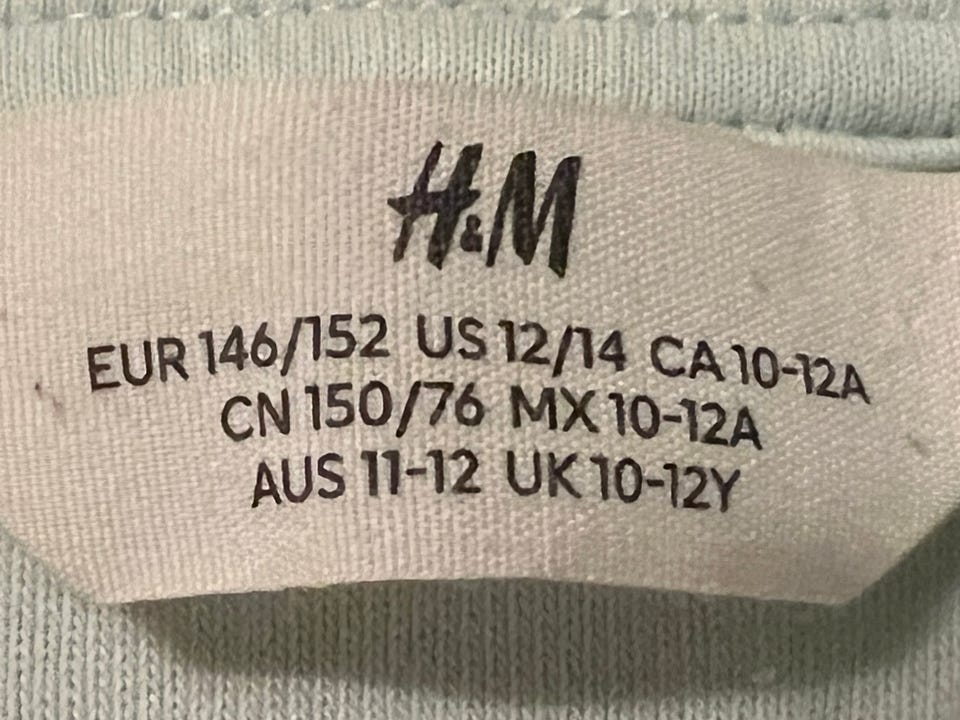 H&M
EUR 146/152 US 12/14 CA 10-12A
CN 150/76 MX 10-12A
AUS 11-12 UK 10-12Y